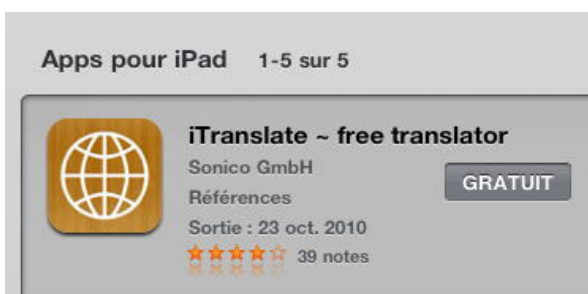 Apps pour iPad 1-5 sur 5
iTranslate ~ free translator
Sonico GmbH
GRATUIT
Références
Sortie : 23 oct. 2010
39 notes